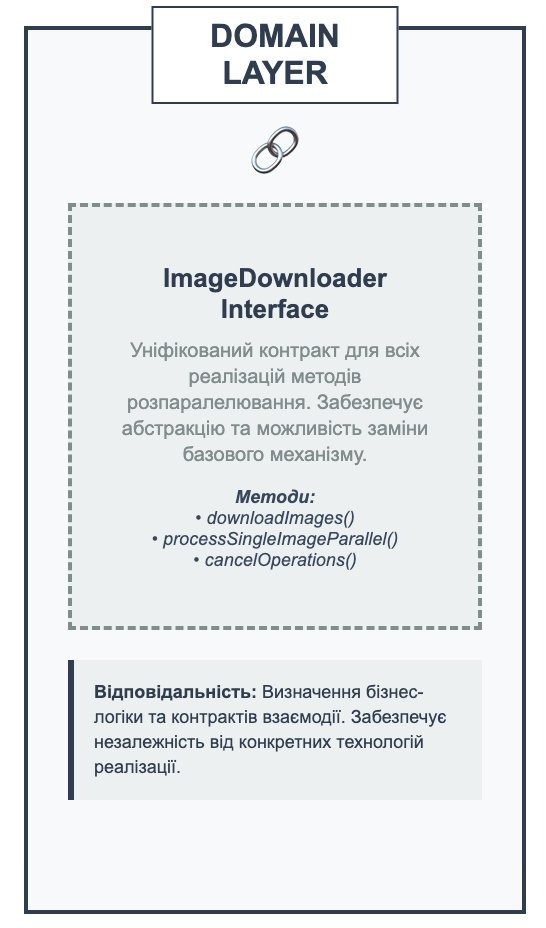 DOMAIN
LAYER
ImageDownloader
Interface
Уніфікований контракт для всіх
реалізацій методів
розпаралелювання. Забезпечує
абстракцію та можливість заміни
базового механізму.
Методи:
• downloadImages()
• processSingleImageParallel()
• cancelOperations()
Відповідальність: Визначення бізнес-
логіки та контрактів взаємодії. Забезпечує
незалежність від конкретних технологій
реалізації.